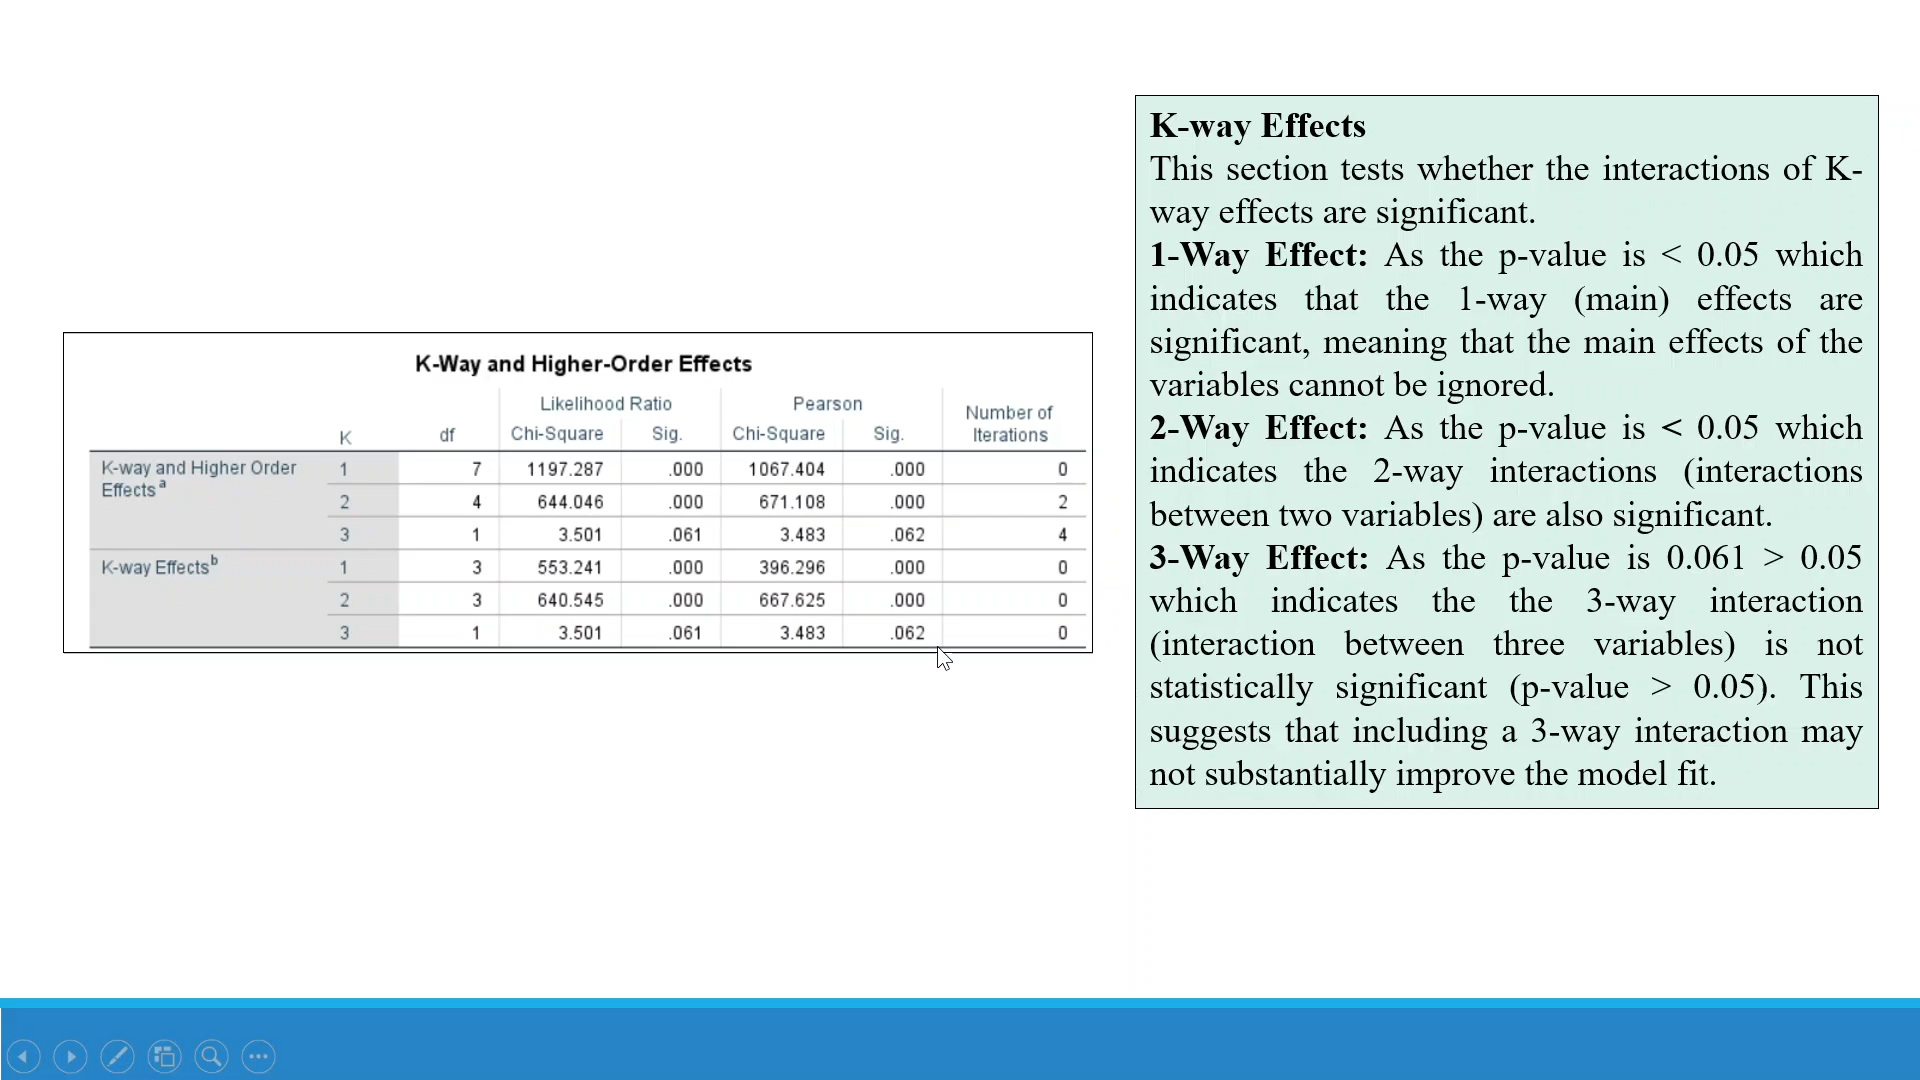 K-Way and Higher-Order Effects
Likelihood Ratio Pearson Number of
K df Chi-Square Sig. Chi-Square Sig. Iterations
K-way and Higher Order 1 7 1197.287 .000 1067.404 .000 0
Effects a 2 4 644.046 .000 671.108 .000 2
3 1 3.501 .061 3.483 .062 4
K-way Effects b 1 3 553.241 .000 396.296 .000 0
2 3 640.545 .000 667.625 .000 0
3 1 3.501 .061 3.483 .062 0
K-way Effects
This section tests whether the interactions of K-
way effects are significant.
1-Way Effect: As the p-value is < 0.05 which
indicates that the 1-way (main) effects are
significant, meaning that the main effects of the
variables cannot be ignored.
2-Way Effect: As the p-value is < 0.05 which
indicates the 2-way interactions (interactions
between two variables) are also significant.
3-Way Effect: As the p-value is 0.061 > 0.05
which indicates the the 3-way interaction
(interaction between three variables) is not
statistically significant (p-value > 0.05). This
suggests that including a 3-way interaction may
not substantially improve the model fit.